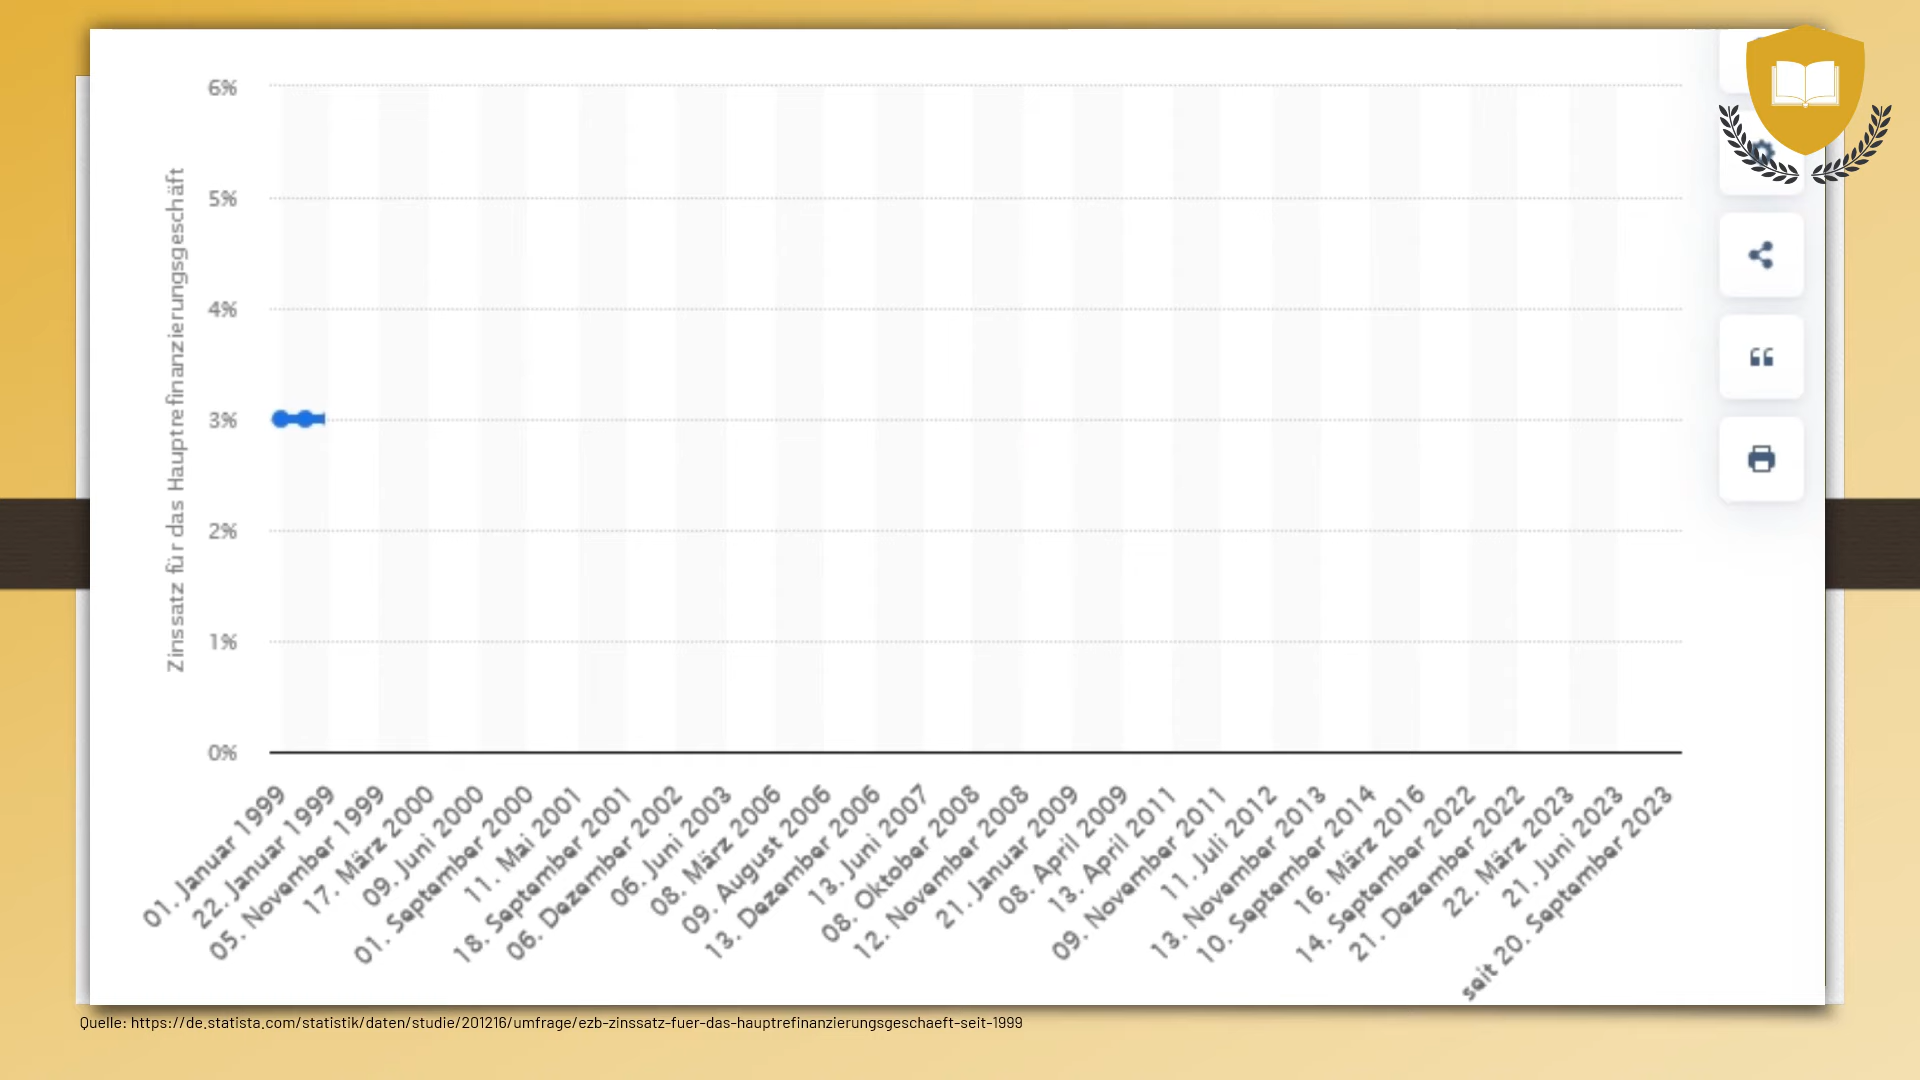 6%
5%
4%
3%
2%
1%
0%
Zinssatz für das Hauptrefinanzierungsgeschäft
01. Januar 1999
22. Januar 1999
05. November 1999
17. März 2000
09. Juni 2000
01. September 2000
11. Mai 2001
18. September 2001
06. Dezember 2002
06. Juni 2003
08. März 2006
09. August 2006
13. Dezember 2006
13. Juni 2007
08. Oktober 2008
12. November 2008
21. Januar 2009
08. April 2009
13. April 2011
09. November 2011
11. Juli 2012
13. November 2013
10. September 2014
16. März 2016
14. September 2022
21. Dezember 2022
22. März 2023
21. Juni 2023
seit 20. September 2023
Quelle: https://de.statista.com/statistik/daten/studie/201216/umfrage/ezb-zinssatz-fuer-das-hauptrefinanzierungsgeschaeft-seit-1999